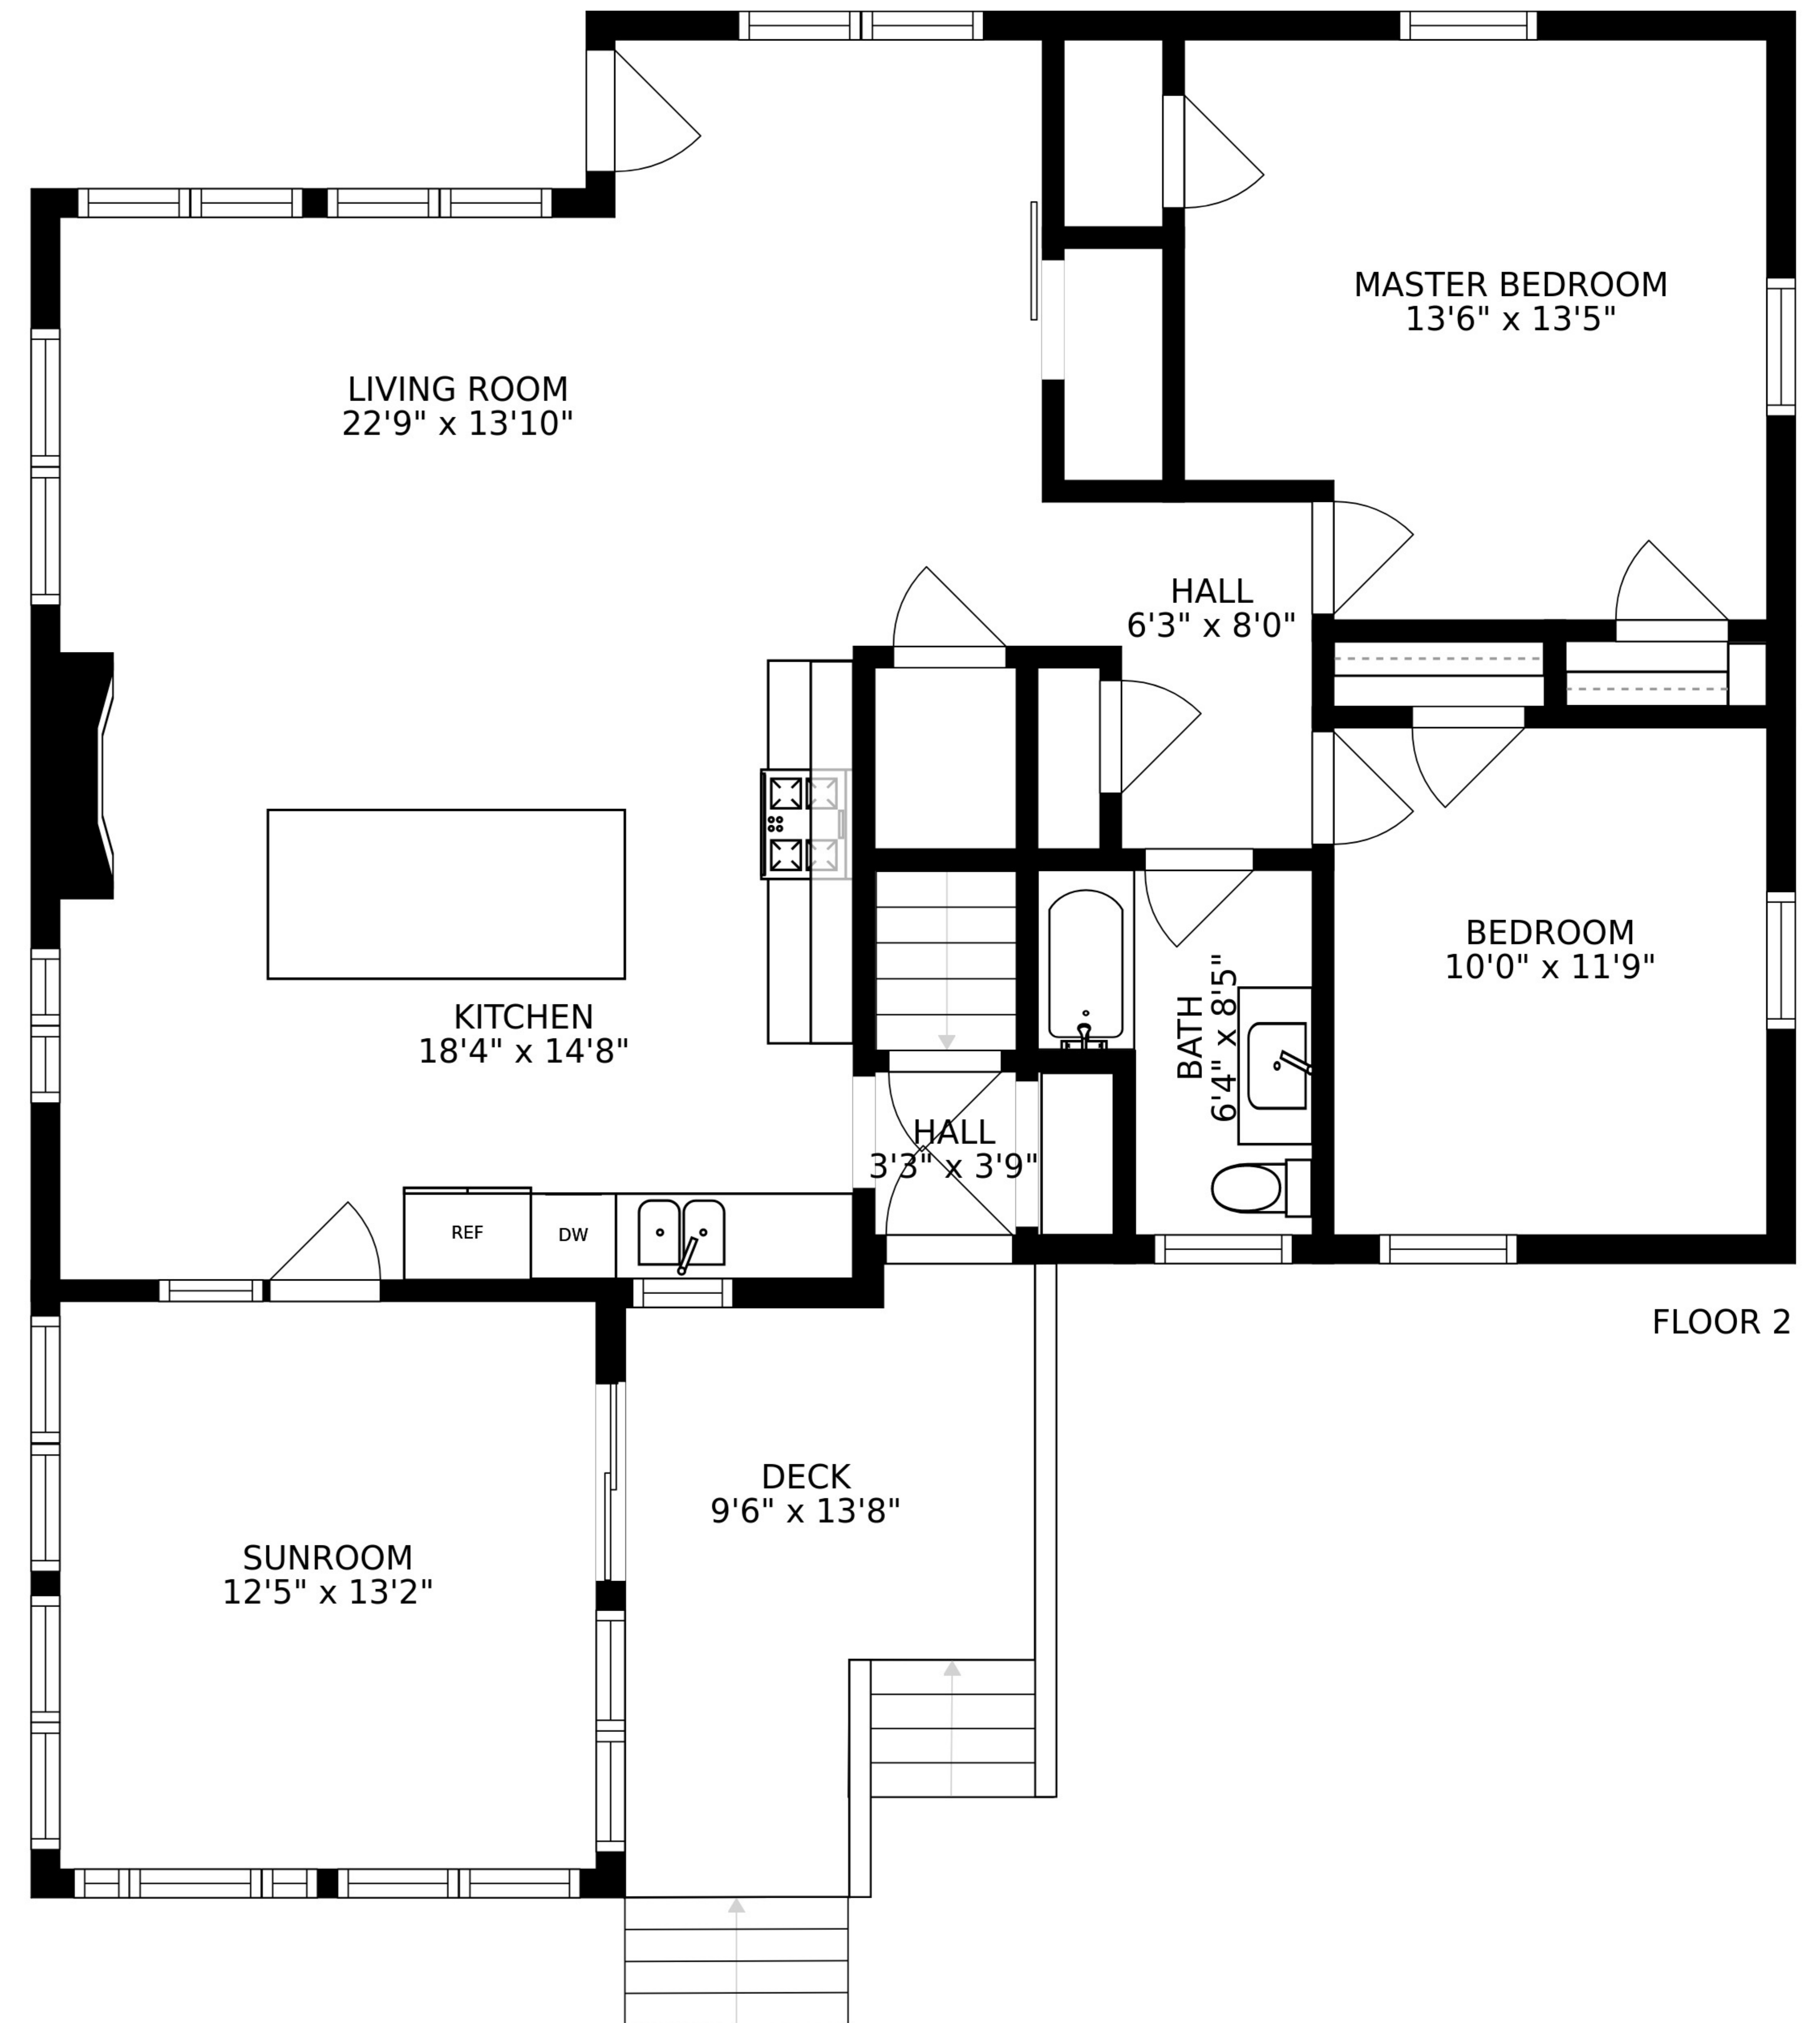 MASTER BEDROOM
13'6" x 13'5"
LIVING ROOM
22'9" x 13'10"
HALL
6'3" x 8'0"
BEDROOM
10'0" x 11'9"
KITCHEN
18'4" x 14'8"
BATH
6'4" x 8'5"
HALL
3'3" x 3'9"
REF
DW
FLOOR 2
DECK
9'6" x 13'8"
SUNROOM
12'5" x 13'2"